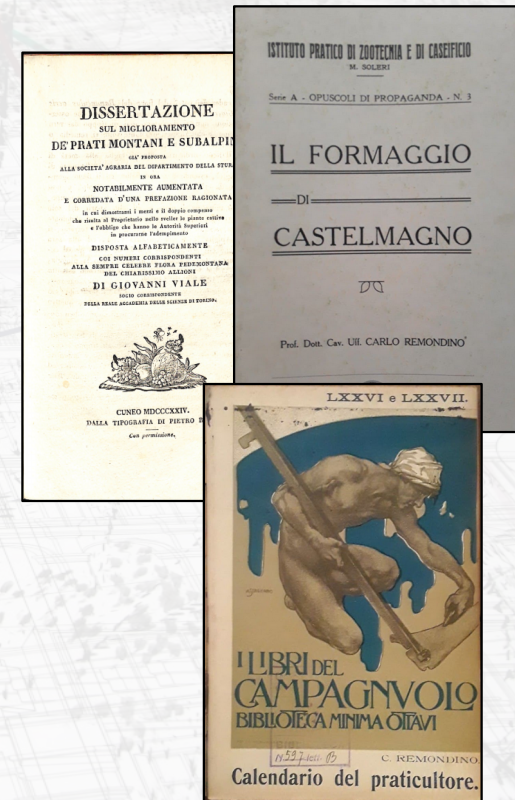 DISSERTAZIONE
SUL MIGLIORAMENTO
DE' PRATI MONTANI E SUBALPIN
GIA' PROPOSTA
ALLA SOCIETA' AGRARIA DEL DIPARTIMENTO DELLA STUR
IN ORA
NOTABILMENTE AUMENTATA
E CORREDATA D'UNA PREFAZIONE RAGIONATA
in cui dimostransi i mezzi e il doppio compenso
che risulta al Proprietario nello sveller le piante cattive
e l'obbligo che hanno le Autorità Superiori
in procurarne l'adempimento
DISPOSTA ALFABETICAMENTE
COI NUMERI CORRISPONDENTI
ALLA SEMPRE CELEBRE FLORA PEDEMONTANA
DEL CHIARISSIMO ALLIONI
DI GIOVANNI VIALE
SOCIO CORRISPONDENTE
DELLA REALE ACCADEMIA DELLE SCIENZE DI TORINO.
CUNEO MDCCCXXIV.
DALLA TIPOGRAFIA DI PIETRO R
Con permissione.
ISTITUTO PRATICO DI ZOOTECNIA E DI CASEIFICIO
M. SOLERI
Serie A - OPUSCOLI DI PROPAGANDA - N. 3
IL FORMAGGIO
DI
CASTELMAGNO
Prof. Dott. Cav. Uff. CARLO REMONDINO
LXXVI e LXXVII.
I LIBRI DEL
CAMPAGNVOLO
BIBLIOTECA MINIMA OTTAVI
C. REMONDINO.
Calendario del praticultore.